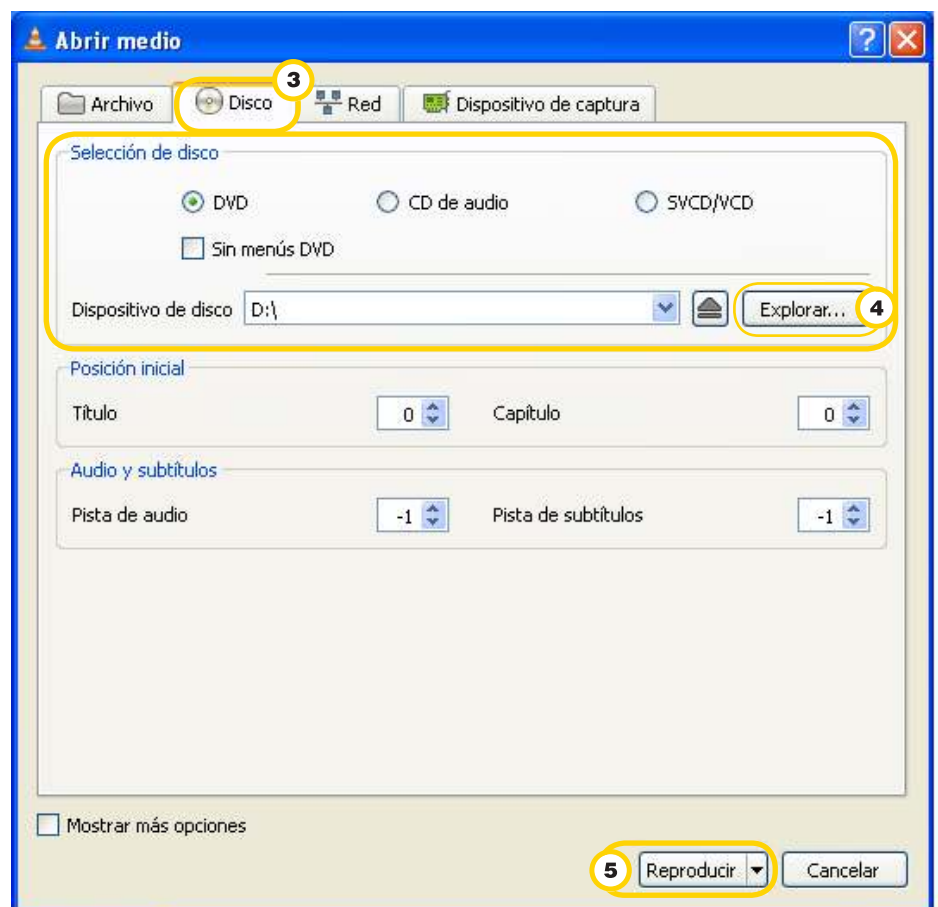 Abrir medio
Archivo Disco 3 Red Dispositivo de captura
Selección de disco
DVD CD de audio SVCD/VCD
Sin menús DVD
Dispositivo de disco D:\ Explorar... 4
Posición inicial
Título 0 Capítulo 0
Audio y subtítulos
Pista de audio -1 Pista de subtítulos -1
Mostrar más opciones
5 Reproducir Cancelar